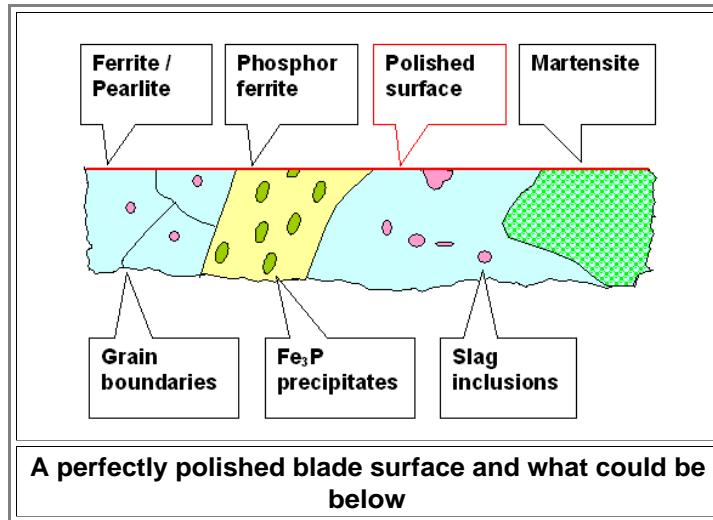 Ferrite /
Pearlite
Phosphor
ferrite
Polished
surface
Martensite
Grain
boundaries
Fe₃P
precipitates
Slag
inclusions
A perfectly polished blade surface and what could be
below